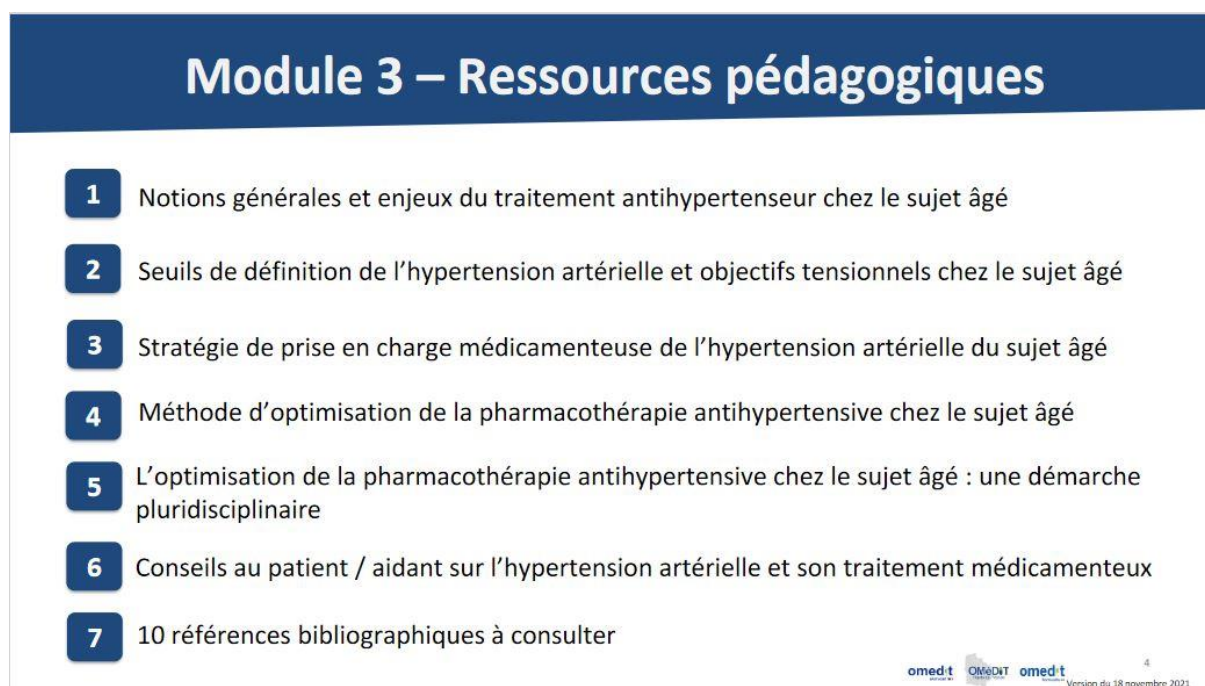 Module 3 – Ressources pédagogiques
1 Notions générales et enjeux du traitement antihypertenseur chez le sujet âgé
2 Seuils de définition de l’hypertension artérielle et objectifs tensionnels chez le sujet âgé
3 Stratégie de prise en charge médicamenteuse de l’hypertension artérielle du sujet âgé
4 Méthode d’optimisation de la pharmacothérapie antihypertensive chez le sujet âgé
5 L’optimisation de la pharmacothérapie antihypertensive chez le sujet âgé : une démarche
pluridisciplinaire
6 Conseils au patient / aidant sur l’hypertension artérielle et son traitement médicamenteux
7 10 références bibliographiques à consulter
omedit OMéDiT omedit 4
Version du 18 novembre 2021